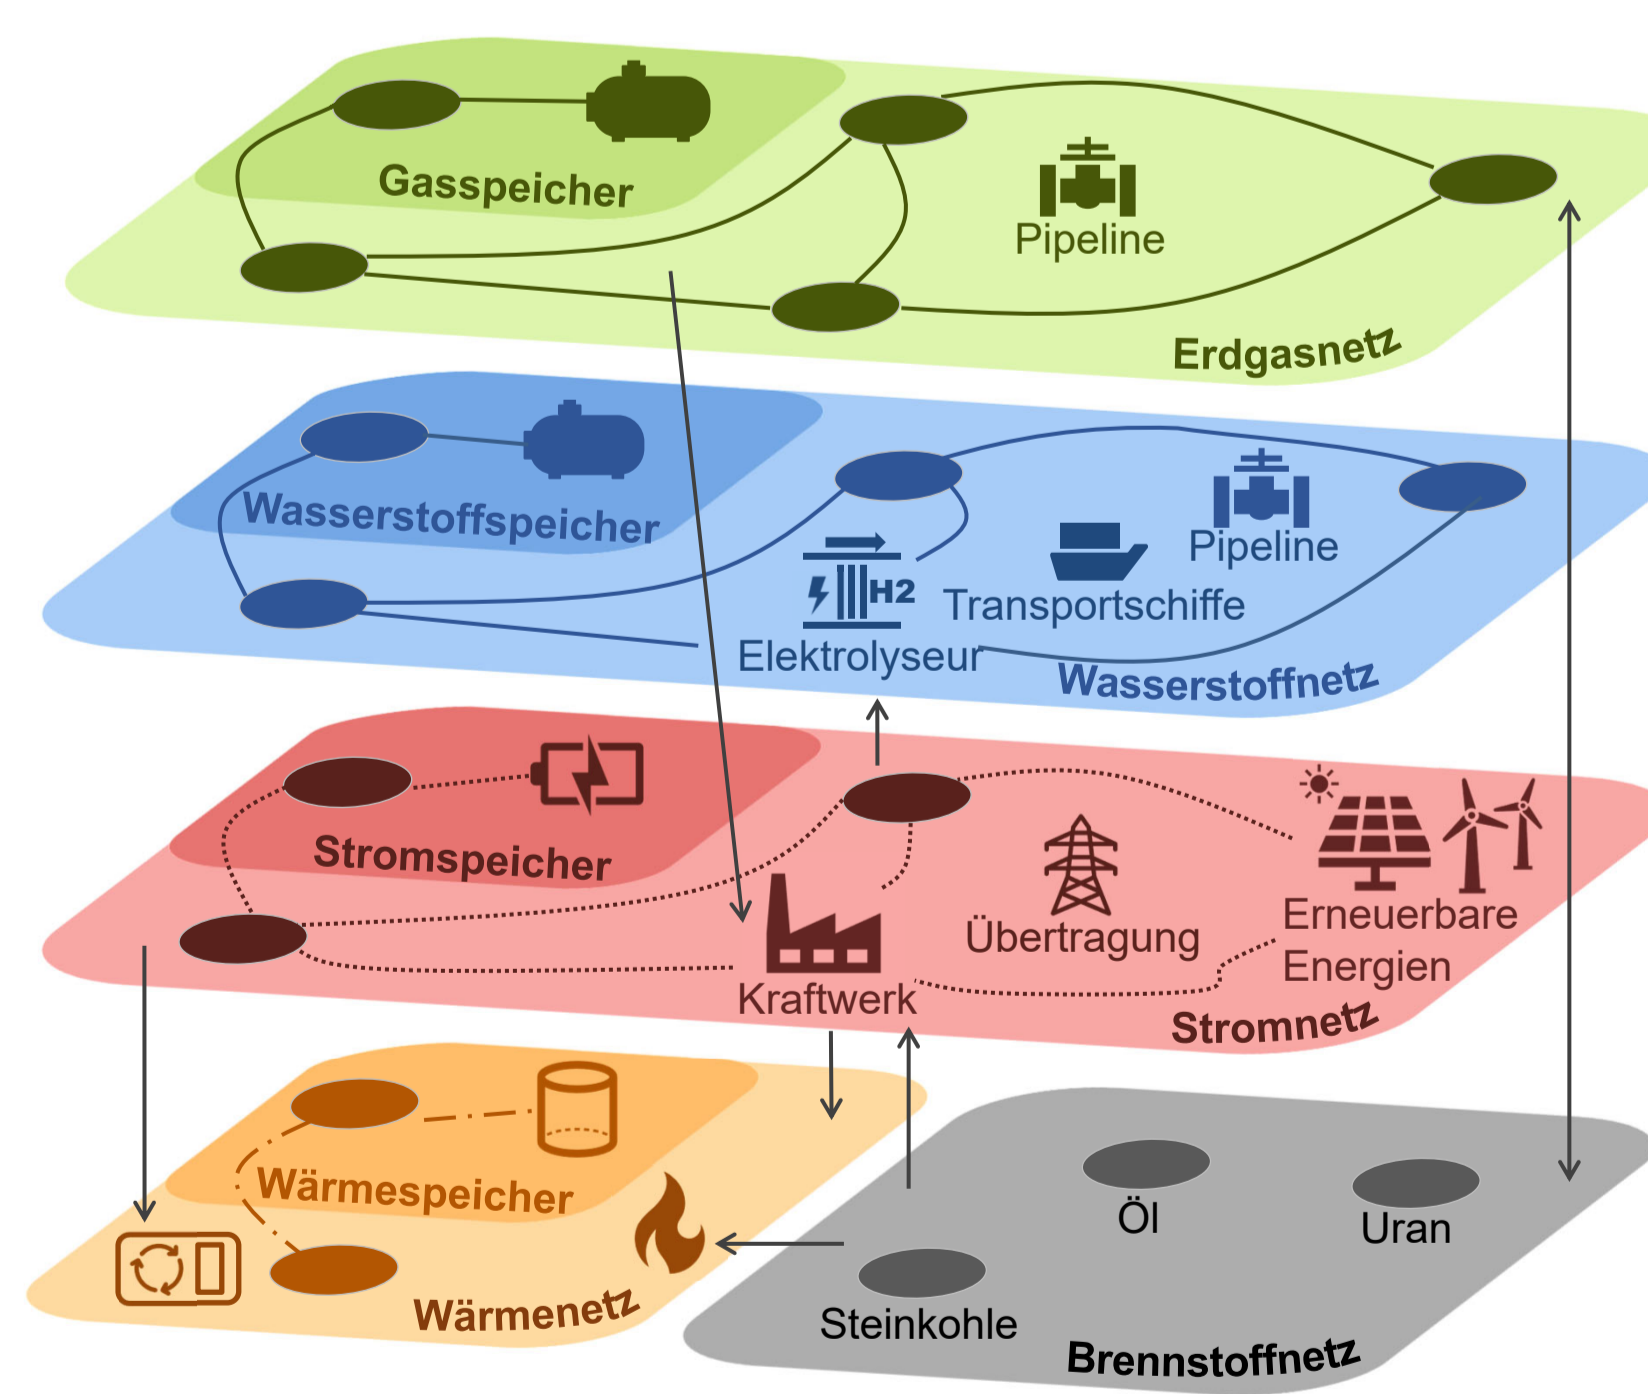 Gasspeicher
Pipeline
Erdgasnetz
Wasserstoffspeicher
Pipeline
H2
Transportschiffe
Elektrolyseur
Wasserstoffnetz
Stromspeicher
Erneuerbare
Energien
Übertragung
Kraftwerk
Stromnetz
Wärmespeicher
Wärmenetz
Öl
Uran
Steinkohle
Brennstoffnetz